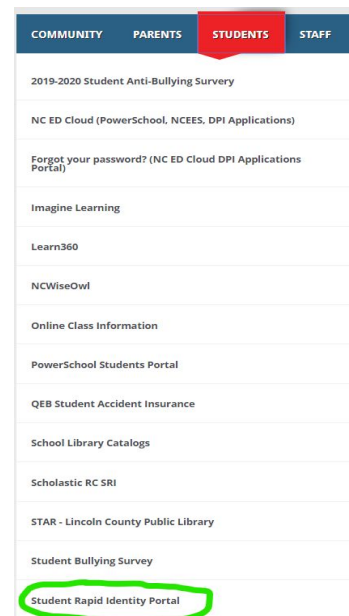 COMMUNITY PARENTS STUDENTS STAFF
2019-2020 Student Anti-Bullying Survery
NC ED Cloud (PowerSchool, NCEES, DPI Applications)
Forgot your password? (NC ED Cloud DPI Applications
Portal)
Imagine Learning
Learn360
NCWiseOwl
Online Class Information
PowerSchool Students Portal
QEB Student Accident Insurance
School Library Catalogs
Scholastic RC SRI
STAR - Lincoln County Public Library
Student Bullying Survey
Student Rapid Identity Portal